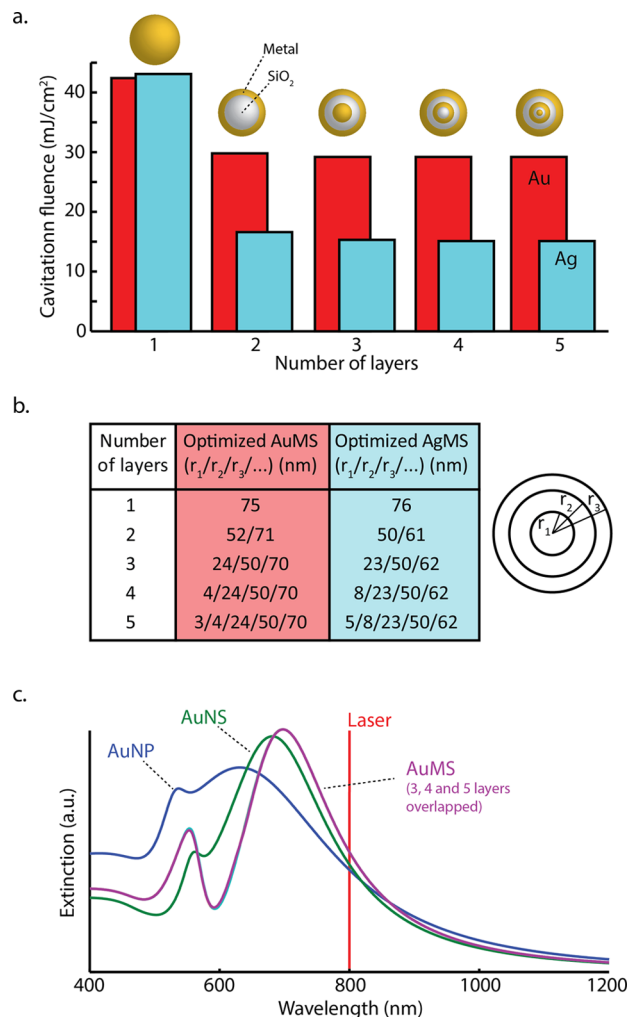 a.
Metal
SiO2
Cavitationn fluence (mJ/cm2)
40
30
20
10
0
Au
Ag
1 2 3 4 5
Number of layers
b.
Number of layers
Optimized AuMS (r1/r2/r3/...) (nm)
Optimized AgMS (r1/r2/r3/...) (nm)
1 75 76
2 52/71 50/61
3 24/50/70 23/50/62
4 4/24/50/70 8/23/50/62
5 3/4/24/50/70 5/8/23/50/62
r1
r2
r3
c.
AuNP
AuNS
Laser
AuMS
(3, 4 and 5 layers
overlapped)
Extinction (a.u.)
400 600 800 1000 1200
Wavelength (nm)